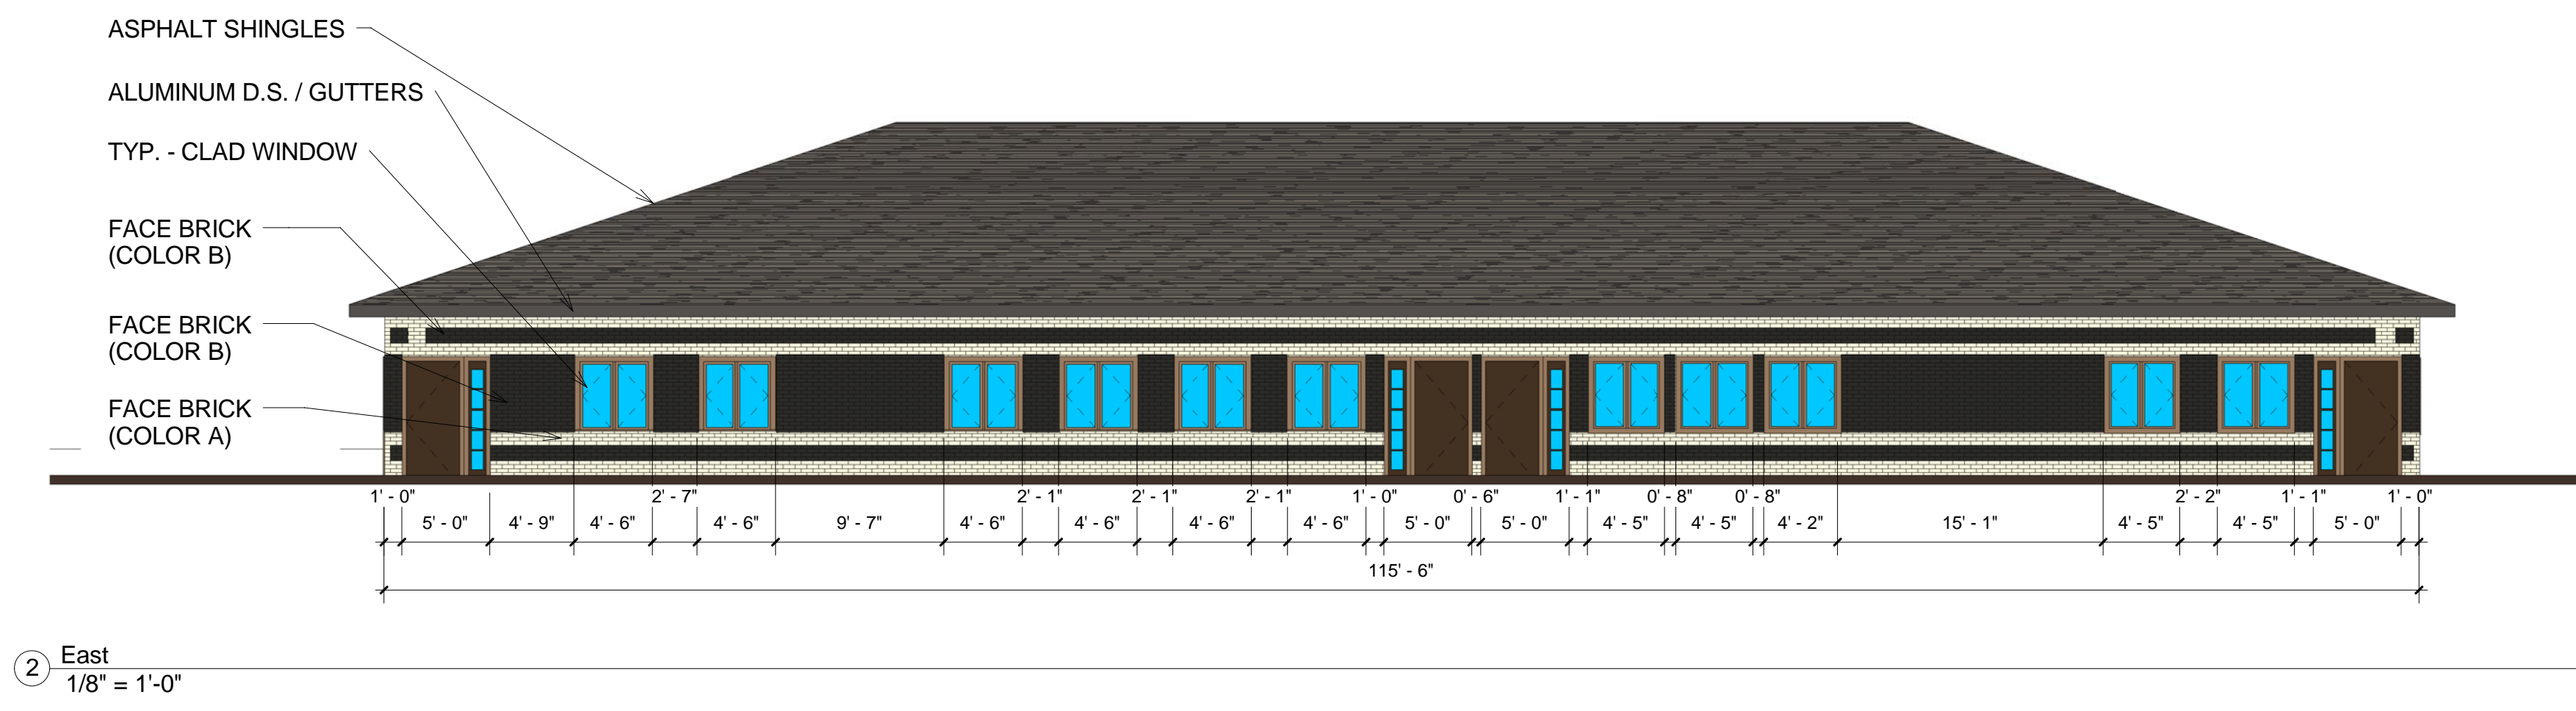 ASPHALT SHINGLES
ALUMINUM D.S. / GUTTERS
TYP. - CLAD WINDOW
FACE BRICK
(COLOR B)
FACE BRICK
(COLOR B)
FACE BRICK
(COLOR A)
1' - 0" 2' - 7" 2' - 1" 2' - 1" 2' - 1" 1' - 0" 0' - 6" 1' - 1" 0' - 8" 0' - 8" 2' - 2" 1' - 1" 1' - 0"
5' - 0" 4' - 9" 4' - 6" 4' - 6" 9' - 7" 4' - 6" 4' - 6" 4' - 6" 4' - 6" 5' - 0" 5' - 0" 4' - 5" 4' - 5" 4' - 2" 15' - 1" 4' - 5" 4' - 5" 5' - 0"
115' - 6"
2 East
1/8" = 1'-0"